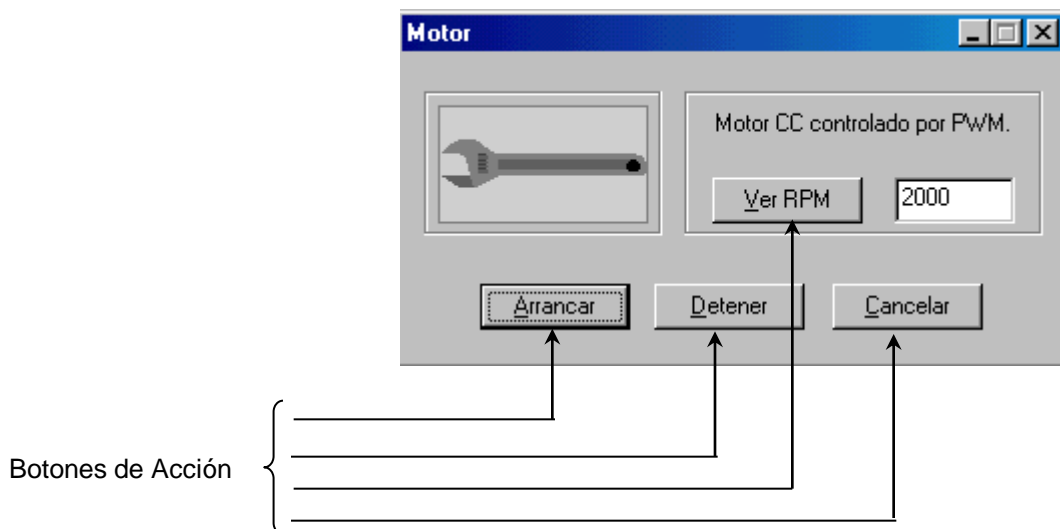 Motor
Motor CC controlado por PWM.
Ver RPM 2000
Arrancar Detener Cancelar
Botones de Acción